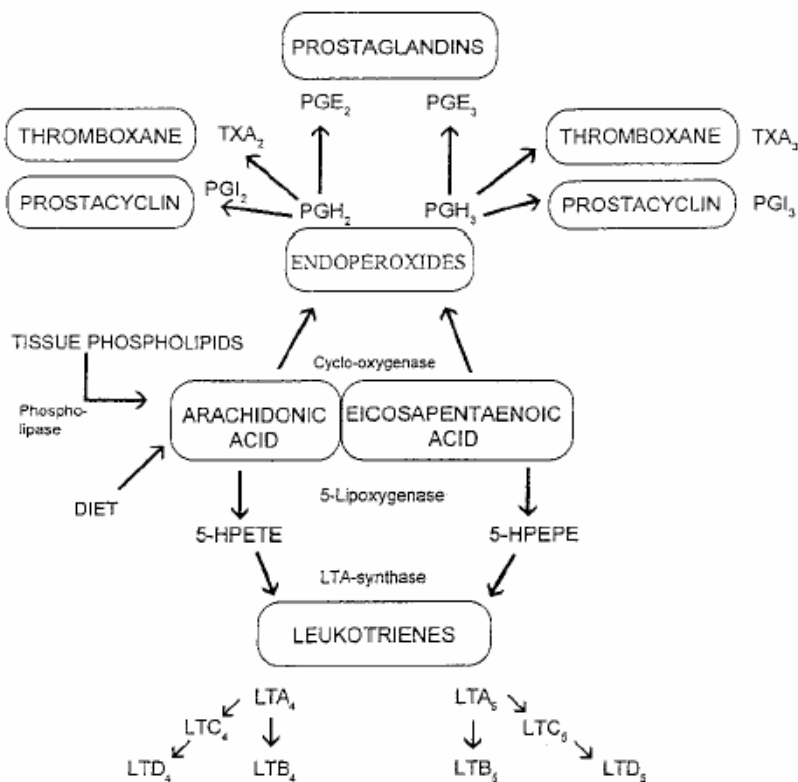 PROSTAGLANDINS
PGE₂ PGE₃
THROMBOXANE TXA₂ THROMBOXANE TXA₃
PROSTACYCLIN PGI₂ PGH₂ PGH₃ PROSTACYCLIN PGI₃
ENDOPEROXIDES
TISSUE PHOSPHOLIPIDS
Cyclo-oxygenase
Phospho-
lipase
ARACHIDONIC
ACID
EICOSAPENTAENOIC
ACID
DIET
5-Lipoxygenase
5-HPETE 5-HPEPE
LTA-synthase
LEUKOTRIENES
LTA₄ LTA₅
LTC₄ LTC₅
LTD₄ LTB₄ LTB₅ LTD₅